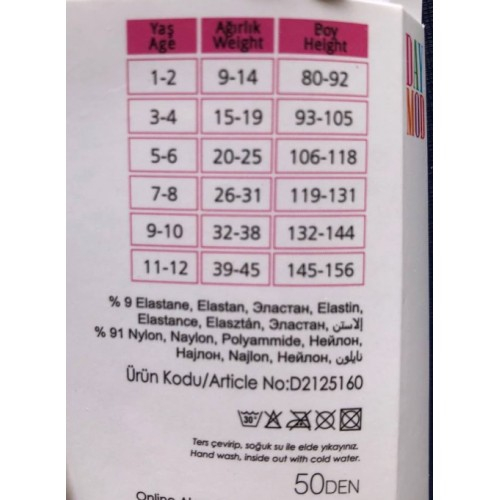 Yaş Ağırlık Boy
Age Weight Height
1-2 9-14 80-92
3-4 15-19 93-105
5-6 20-25 106-118
7-8 26-31 119-131
9-10 32-38 132-144
11-12 39-45 145-156
% 9 Elastane, Elastan, Эластан, Elastin,
Elastance, Elasztán, Эластан, إلاستن,
% 91 Nylon, Naylon, Polyammide, Нейлон,
Најлон, Najlon, Нейлон, نايلون
Ürün Kodu/Article No:D2125160
30°
Ters çevirip, soğuk su ile elde yıkayınız.
Hand wash, inside out with cold water.
50DEN
DAY
MOD